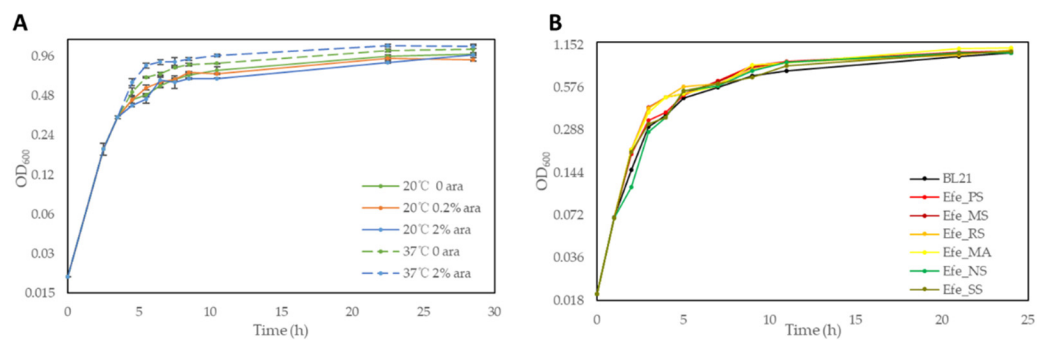 A
0.96
0.48
0.24
0.12
0.06
0.03
0.015
OD600
0 5 10 15 20 25 30
Time (h)
20℃ 0 ara
20℃ 0.2% ara
20℃ 2% ara
37℃ 0 ara
37℃ 2% ara
B
1.152
0.576
0.288
0.144
0.072
0.036
0.018
OD600
0 5 10 15 20 25
Time (h)
BL21
Efe_PS
Efe_MS
Efe_RS
Efe_MA
Efe_NS
Efe_SS